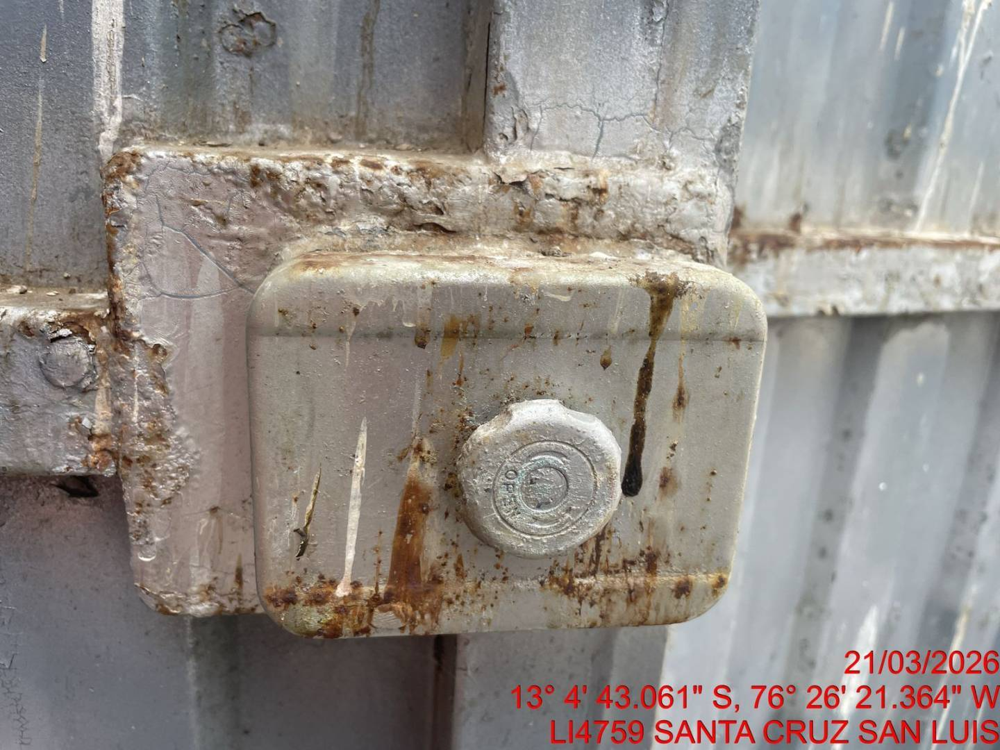 OPEN
21/03/2026
13° 4' 43.061" S, 76° 26' 21.364" W
LI4759 SANTA CRUZ SAN LUIS